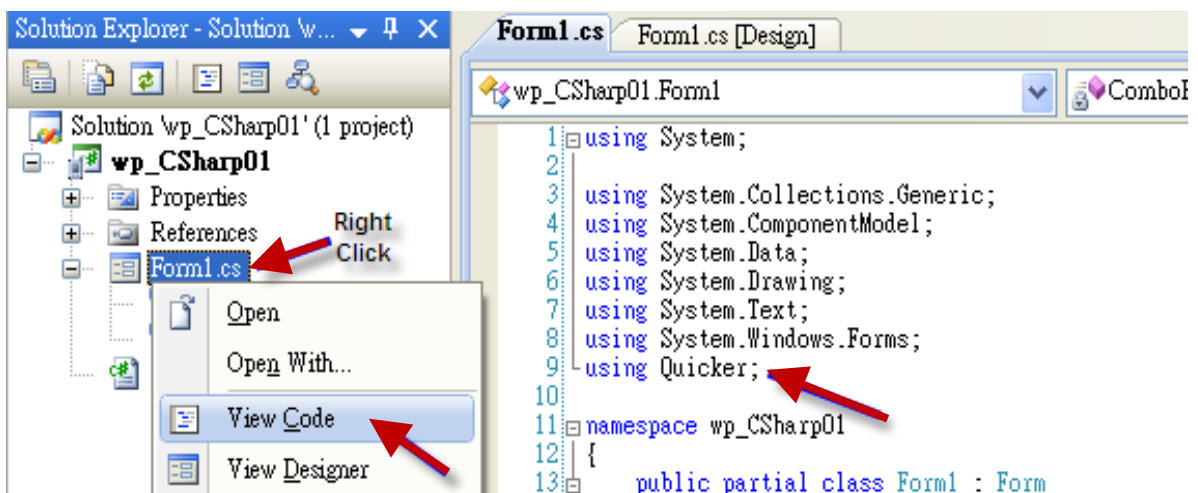 Solution Explorer - Solution 'w...
Solution 'wp_CSharp01' (1 project)
wp_CSharp01
Properties
References
Form1.cs
Right
Click
Open
Open With...
View Code
View Designer
Form1.cs
Form1.cs [Design]
wp_CSharp01.Form1
1 using System;
2
3 using System.Collections.Generic;
4 using System.ComponentModel;
5 using System.Data;
6 using System.Drawing;
7 using System.Text;
8 using System.Windows.Forms;
9 using Quicker;
10
11 namespace wp_CSharp01
12 {
13 public partial class Form1 : Form